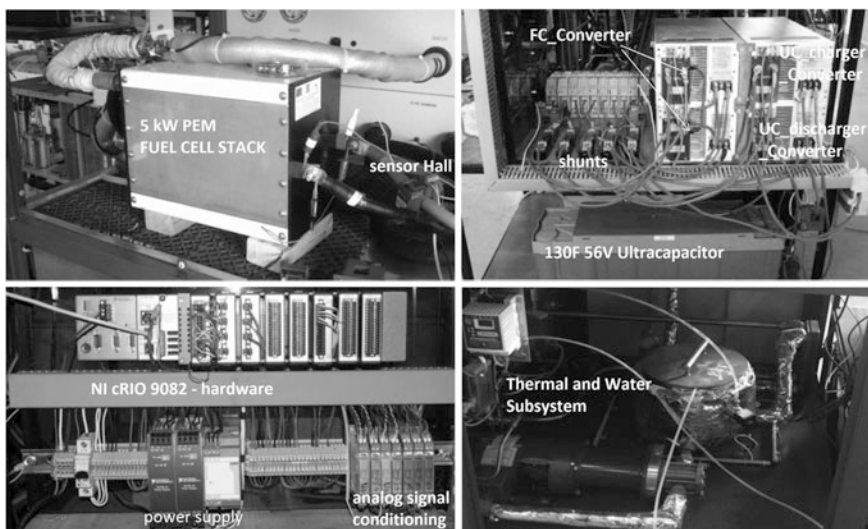 5 kW PEM
FUEL CELL STACK
sensor Hall
FC_Converter
UC_charger
_Converter
UC_discharger
_Converter
shunts
130F 56V Ultracapacitor
NI cRIO 9082 - hardware
power supply
analog signal
conditioning
Thermal and Water
Subsystem